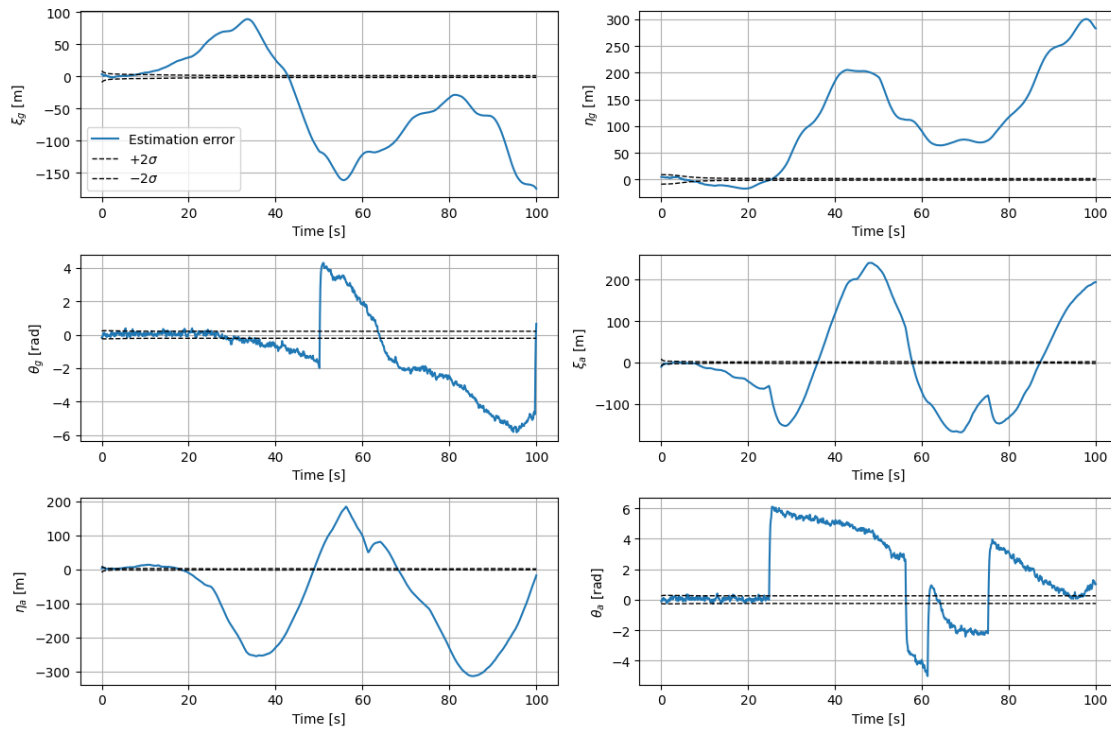 100
50
0
−50
−100
−150
ξg [m]
Estimation error
+2σ
−2σ
0 20 40 60 80 100
Time [s]
300
250
200
150
100
50
0
ηg [m]
0 20 40 60 80 100
Time [s]
4
2
0
−2
−4
−6
θg [rad]
0 20 40 60 80 100
Time [s]
200
100
0
−100
ξa [m]
0 20 40 60 80 100
Time [s]
200
100
0
−100
−200
−300
ηa [m]
0 20 40 60 80 100
Time [s]
6
4
2
0
−2
−4
θa [rad]
0 20 40 60 80 100
Time [s]